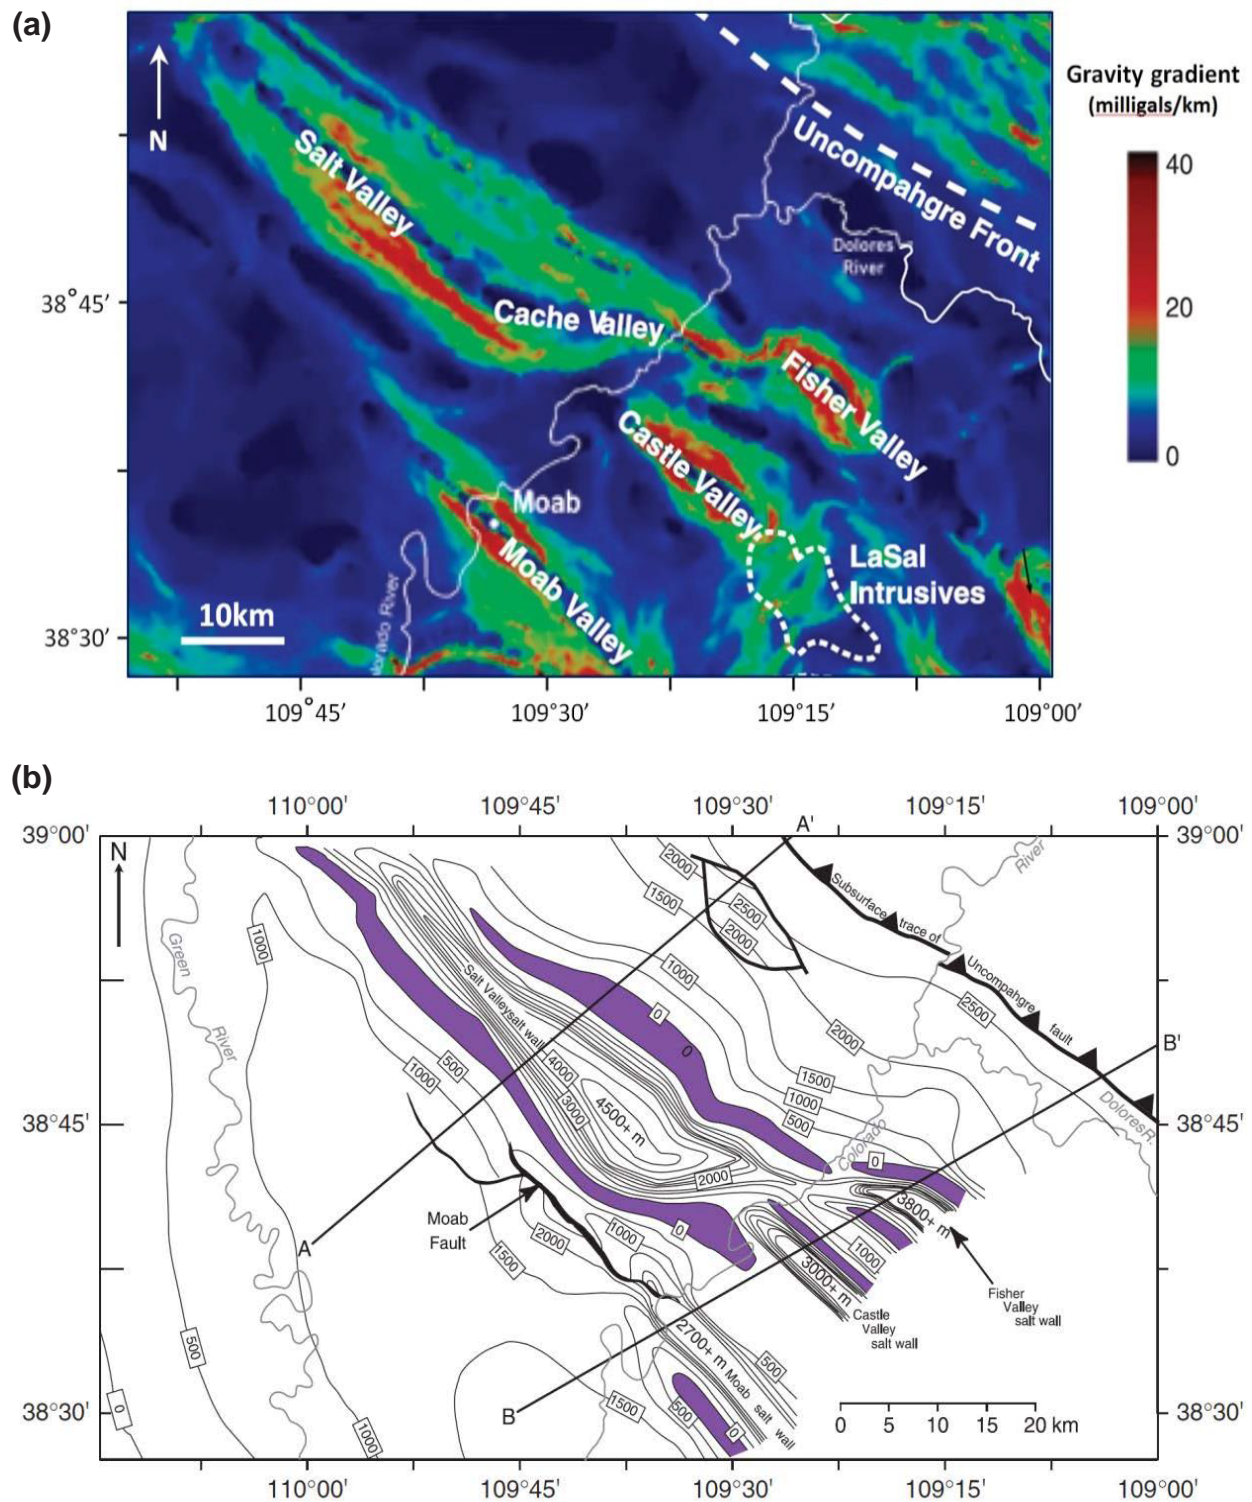 (a)
Gravity gradient
(milligals/km)
40
20
0
N
Salt Valley
Cache Valley
Uncompahgre Front
Dolores
River
Fisher Valley
Castle Valley
Moab
Moab Valley
LaSal
Intrusives
10km
38°45'
38°30'
109°45'
109°30'
109°15'
109°00'
(b)
110°00'
109°45'
109°30'
109°15'
109°00'
A'
39°00'
39°00'
N
Green
River
1000
2000
1500
2500
2000
1000
0
0
Subsurface trace of Uncompahgre fault
River
2500
2000
B'
Salt Valleysalt wall
4000
3000
4500+ m
500
1000
1500
1000
500
Dolores R.
38°45'
38°45'
Colorado
2000
0
3800+ m
Moab
Fault
1000
2000
1500
0
1000
3000+ m
Castle
Valley
salt wall
Fisher
Valley
salt wall
A
500
0
1000
2700+ m Moab salt wall
500
B
1500
500
0
0 5 10 15 20 km
38°30'
38°30'
110°00'
109°45'
109°30'
109°15'
109°00'